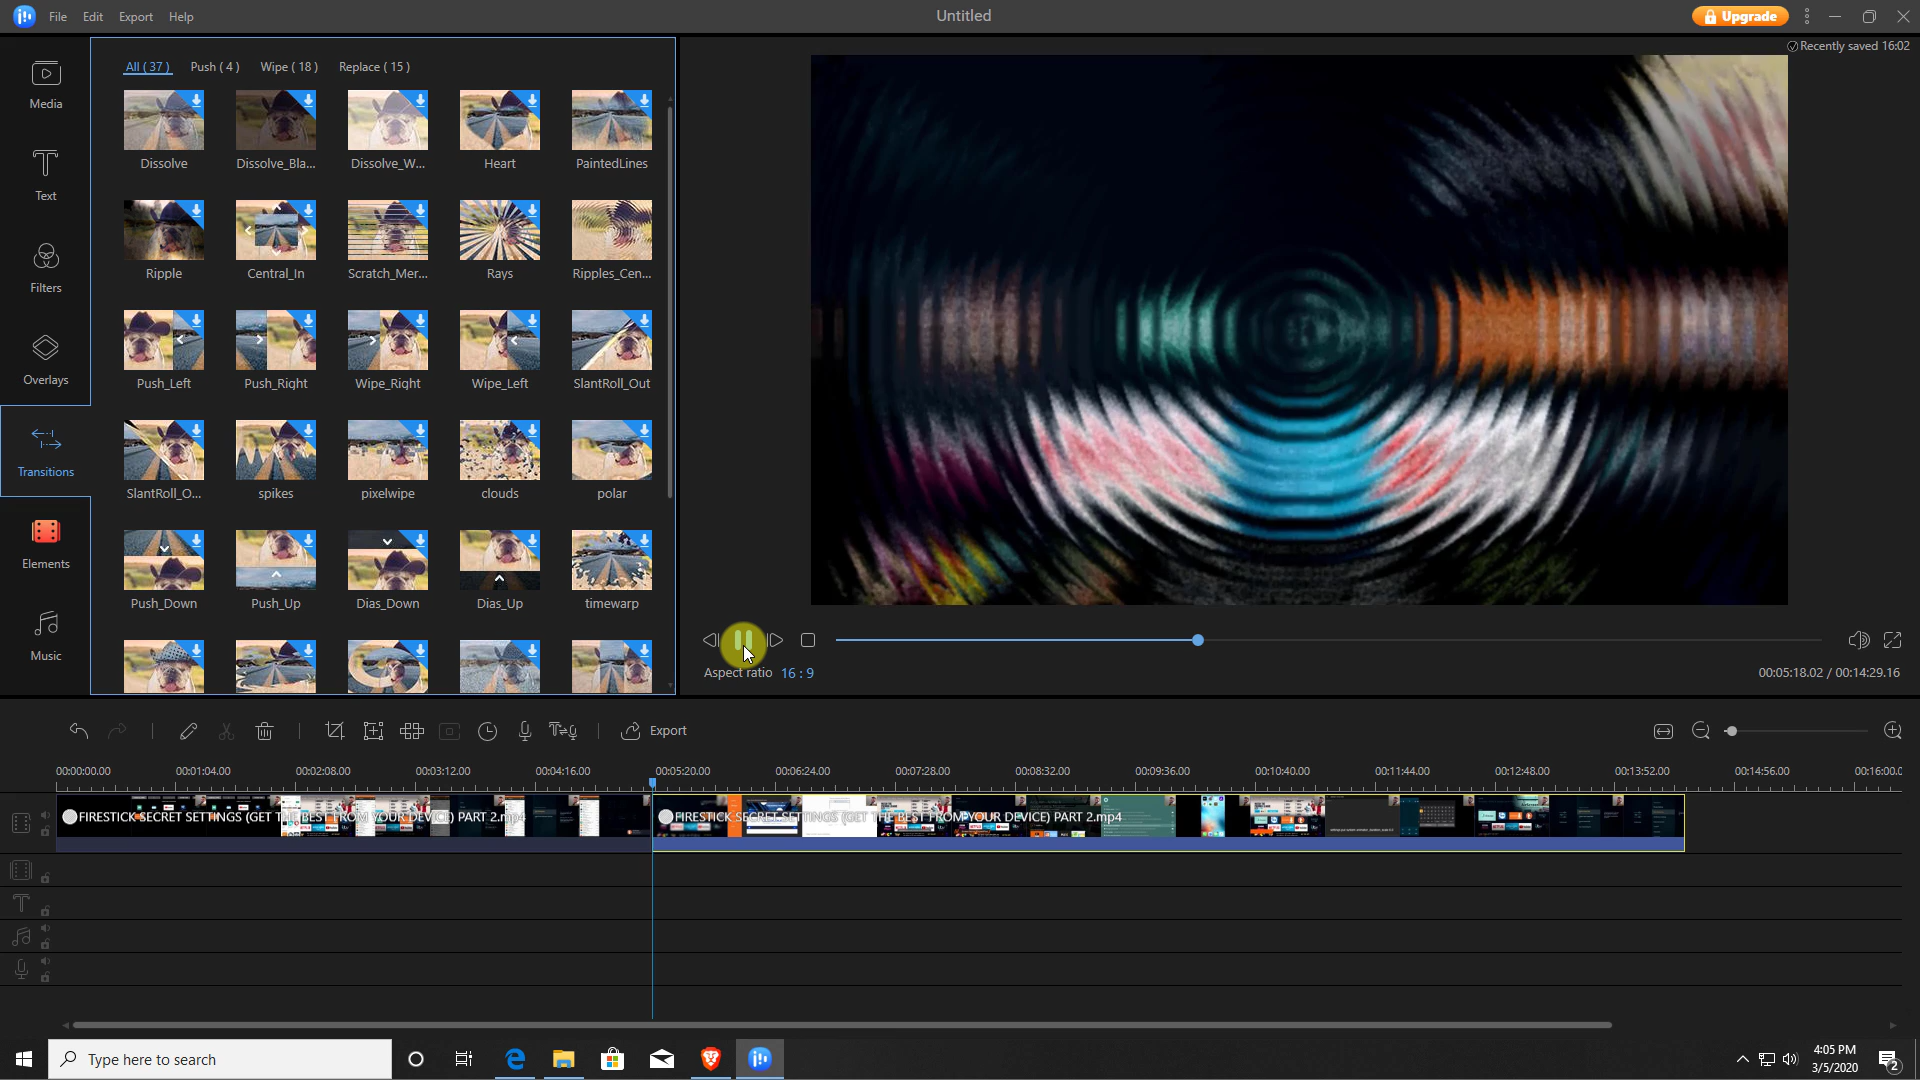 File Edit Export Help
Untitled
Upgrade
Recently saved 16:02
Media
Text
Filters
Overlays
Transitions
Elements
Music
All ( 37 ) Push ( 4 ) Wipe ( 18 ) Replace ( 15 )
Dissolve Dissolve_Bla... Dissolve_W... Heart PaintedLines
Ripple Central_In Scratch_Mer... Rays Ripples_Cen...
Push_Left Push_Right Wipe_Right Wipe_Left SlantRoll_Out
SlantRoll_O... spikes pixelwipe clouds polar
Push_Down Push_Up Dias_Down Dias_Up timewarp
Aspect ratio 16 : 9
00:05:18.02 / 00:14:29.16
Export
00:00:00.00 00:01:04.00 00:02:08.00 00:03:12.00 00:04:16.00 00:05:20.00 00:06:24.00 00:07:28.00 00:08:32.00 00:09:36.00 00:10:40.00 00:11:44.00 00:12:48.00 00:13:52.00 00:14:56.00 00:16:00.0
FIRESTICK SECRET SETTINGS (GET THE BEST FROM YOUR DEVICE) PART 2.mp4
FIRESTICK SECRET SETTINGS (GET THE BEST FROM YOUR DEVICE) PART 2.mp4
Type here to search
4:05 PM
3/5/2020
2